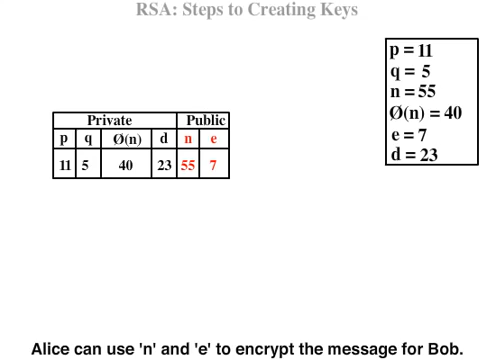 RSA: Steps to Creating Keys
p = 11
q = 5
n = 55
Ø(n) = 40
e = 7
d = 23
Private Public
p q Ø(n) d n e
11 5 40 23 55 7
Alice can use 'n' and 'e' to encrypt the message for Bob.